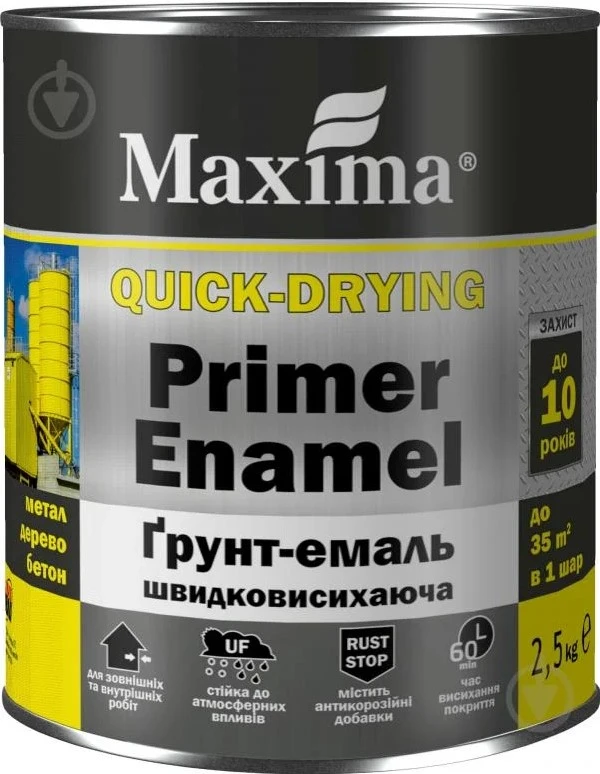 Maxima®
QUICK-DRYING
Primer
Enamel
Ґрунт-емаль
швидковисихаюча
ЗАХИСТ
до
10
років
метал
дерево
бетон
до
35 m²
в 1 шар
2,5 kg e
для зовнішніх
та внутрішніх
робіт
UF
стійка до
атмосферних
впливів
RUST
STOP
містить
антикорозійні
добавки
60
min
час
висихання
покриття